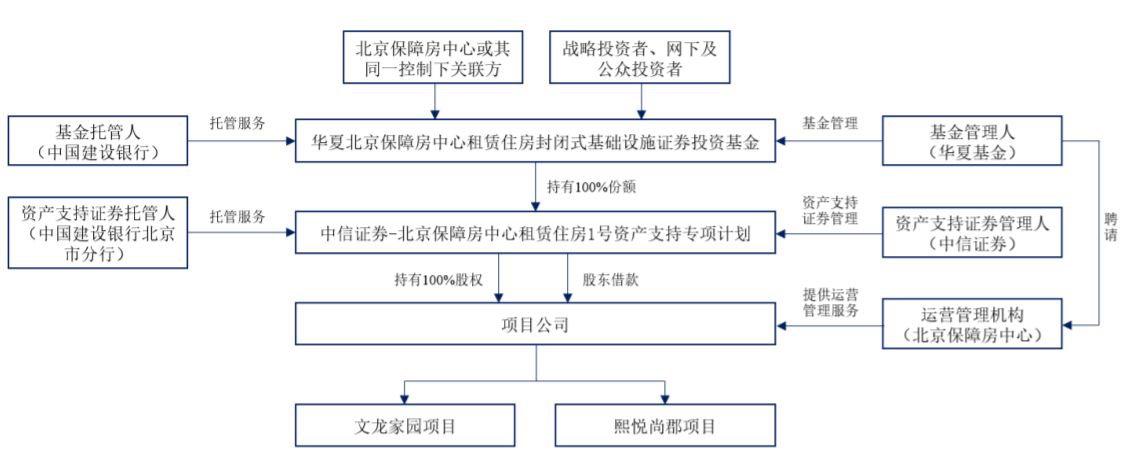 北京保障房中心或其
同一控制下关联方
战略投资者、网下及
公众投资者
基金托管人
（中国建设银行）
托管服务
华夏北京保障房中心租赁住房封闭式基础设施证券投资基金
基金管理
基金管理人
（华夏基金）
持有100%份额
资产支持证券托管人
（中国建设银行北京
市分行）
托管服务
中信证券-北京保障房中心租赁住房1号资产支持专项计划
资产支持
证券管理
资产支持证券管理人
（中信证券）
聘
请
持有100%股权
股东借款
项目公司
提供运营
管理服务
运营管理机构
（北京保障房中心）
文龙家园项目
熙悦尚郡项目